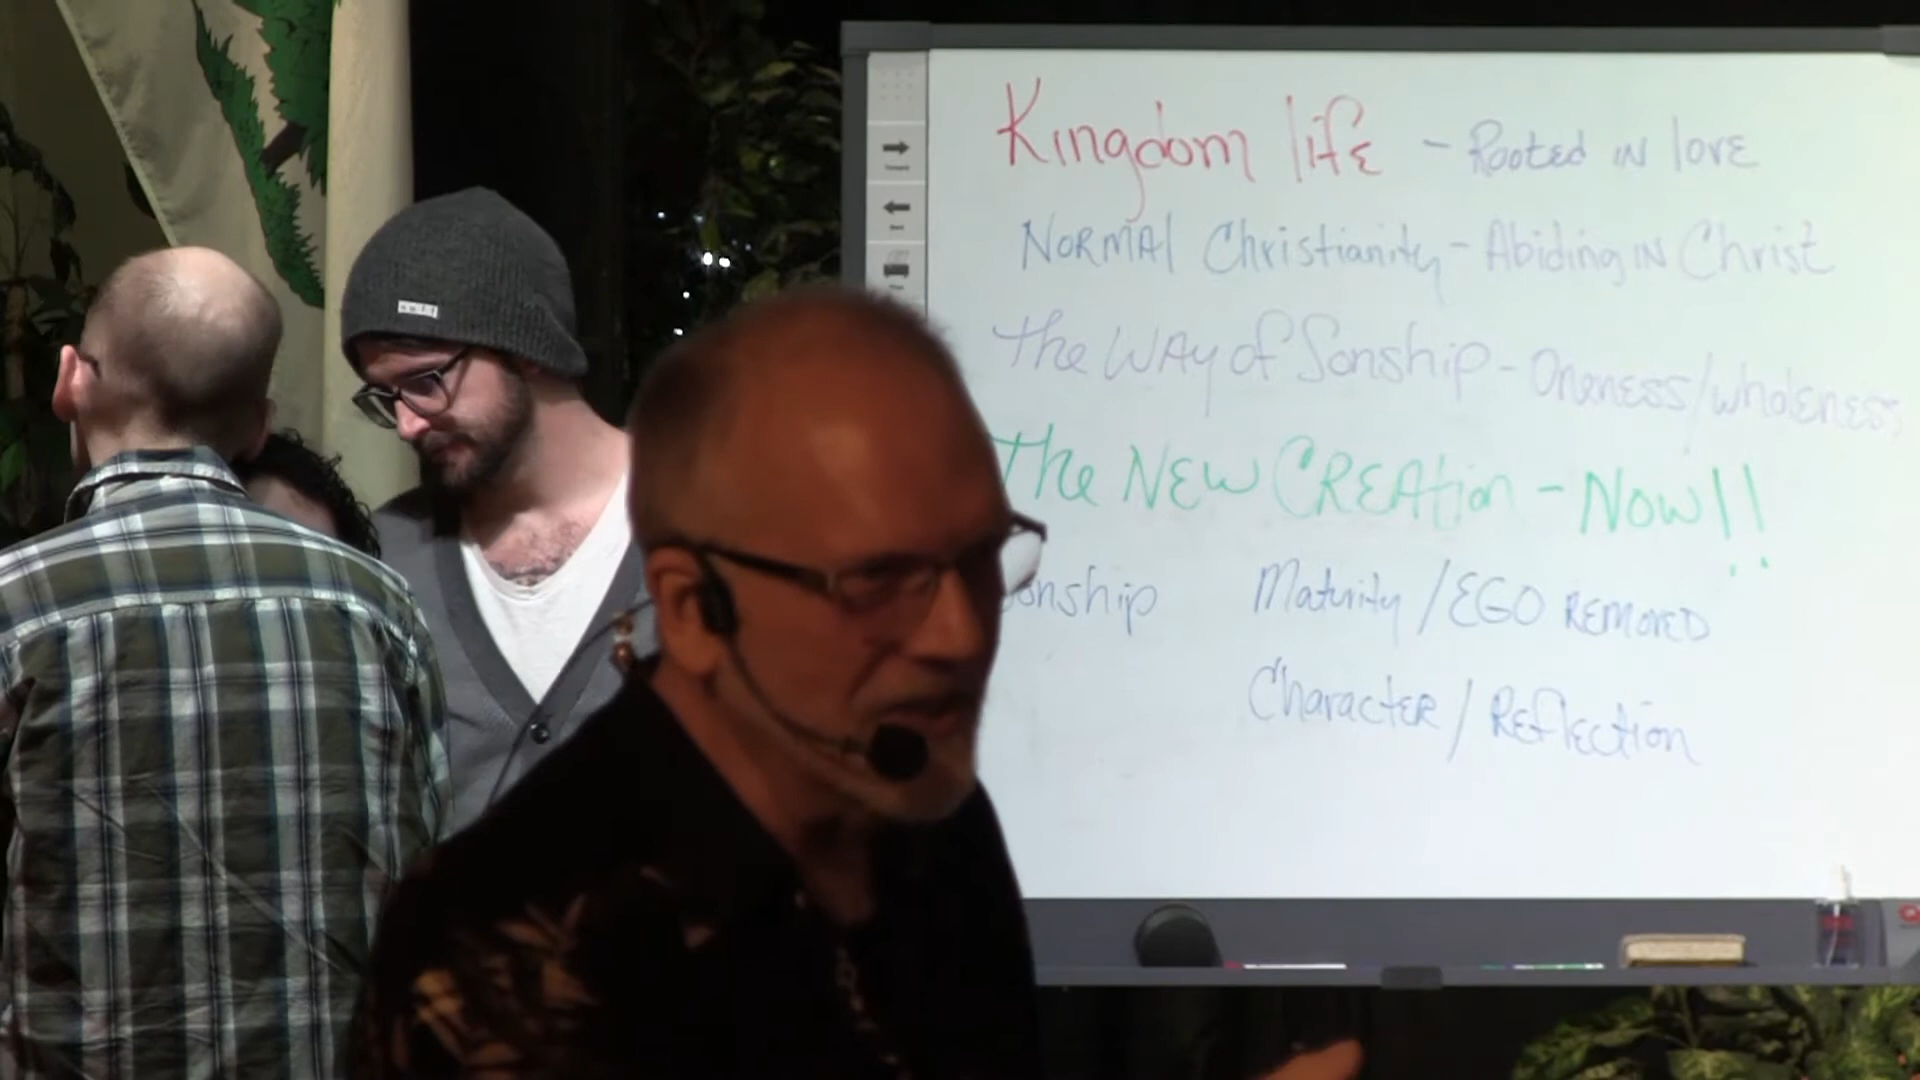 Kingdom life - Rooted in love
NORMAl Christianity - Abiding IN Christ
The WAY of Sonship - Oneness/wholeness
The NEW CREAtion - Now!!
onship Maturity / EGO REMOVED
Character / Reflection
neff